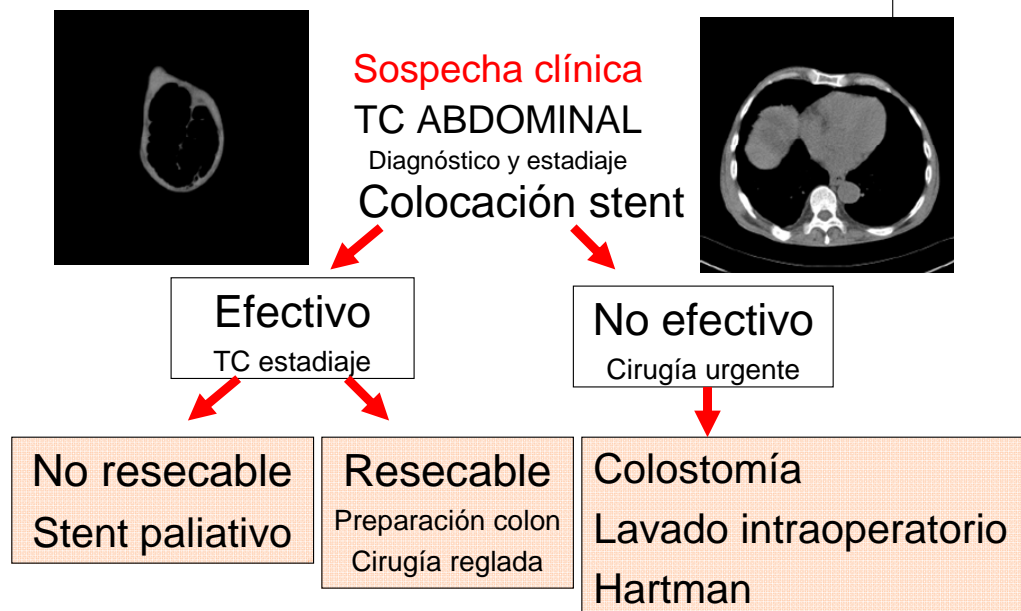 Sospecha clínica
TC ABDOMINAL
Diagnóstico y estadiaje
Colocación stent
Efectivo
TC estadiaje
No efectivo
Cirugía urgente
No resecable
Stent paliativo
Resecable
Preparación colon
Cirugía reglada
Colostomía
Lavado intraoperatorio
Hartman